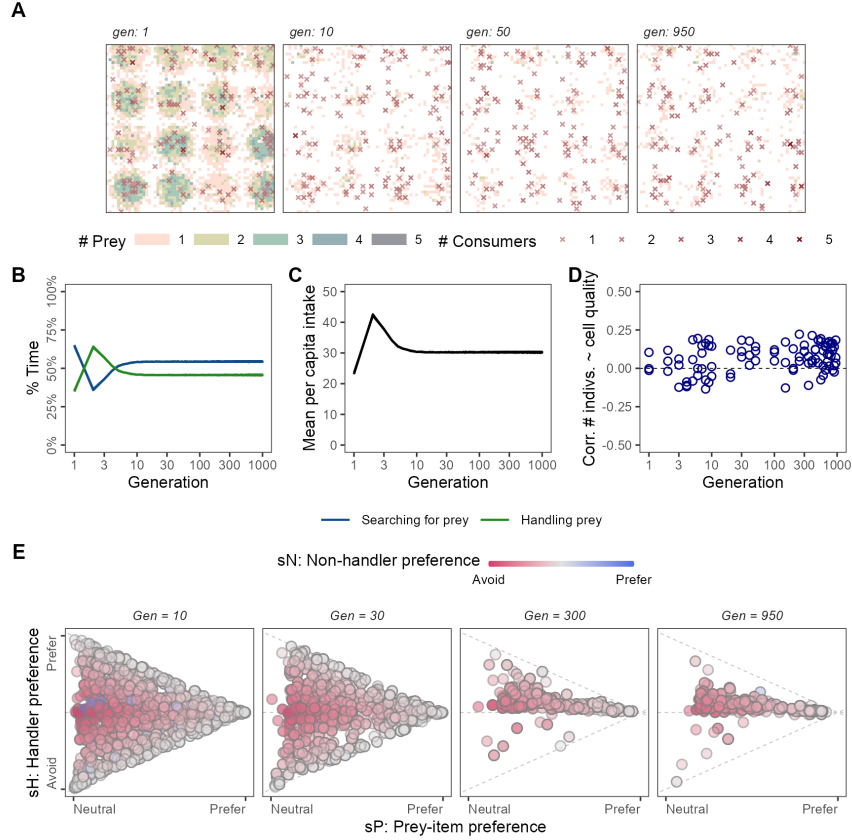 A
gen: 1 gen: 10 gen: 50 gen: 950
# Prey 1 2 3 4 5 # Consumers 1 2 3 4 5
B C D
100%
75%
50%
25%
0%
% Time
1 3 10 30 100 300 1000
Generation
50
40
30
20
10
0
Mean per capita intake
1 3 10 30 100 300 1000
Generation
0.50
0.25
0.00
-0.25
-0.50
Corr. # indivs. ~ cell quality
1 3 10 30 100 300 1000
Generation
Searching for prey Handling prey
E
sN: Non-handler preference
Avoid Prefer
Gen = 10 Gen = 30 Gen = 300 Gen = 950
sH: Handler preference
Prefer
Avoid
Neutral Prefer Neutral Prefer Neutral Prefer Neutral Prefer
sP: Prey-item preference